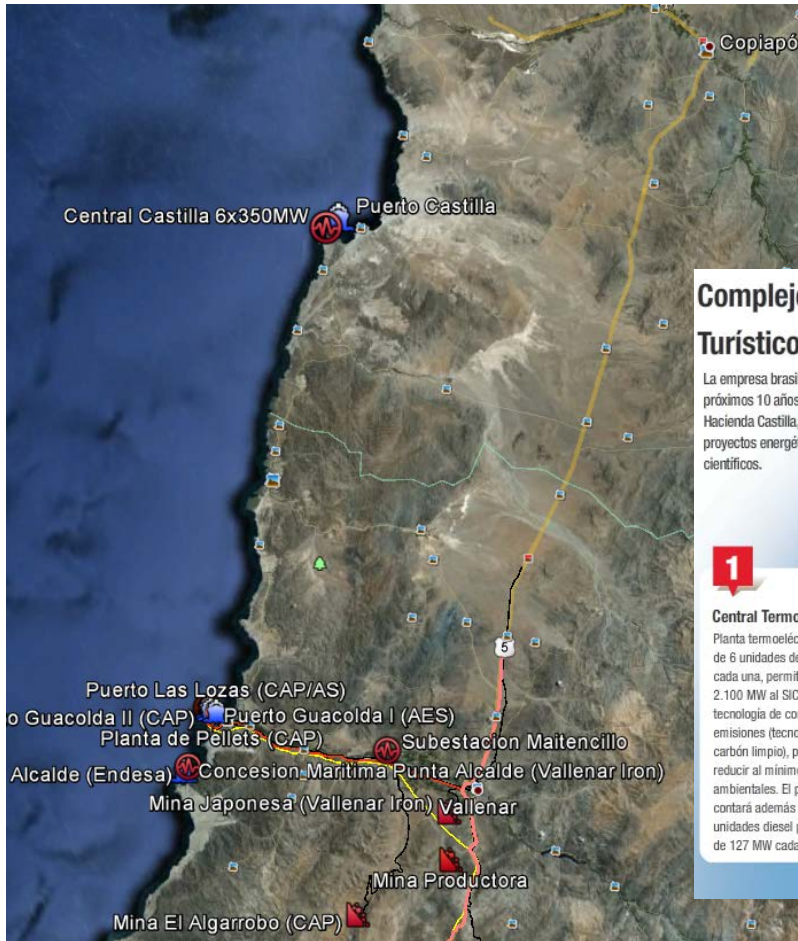 Copiapó
Puerto Castilla
Central Castilla 6x350MW
Complej
Turístico
La empresa brasi
próximos 10 años
Hacienda Castilla,
proyectos energé
científicos.
1
Central Termo
Planta termoeléc
de 6 unidades de
cada una, permi
2.100 MW al SIC
tecnología de co
emisiones (tecno
carbón limpio), p
reducir al mínim
ambientales. El p
contará además
unidades diesel p
de 127 MW cada
5
Puerto Las Lozas (CAP/AS)
o Guacolda II (CAP)
Puerto Guacolda I (AES)
Planta de Pellets (CAP)
Substacion Maitencillo
Alcalde (Endesa)
Concesion Maritima Punta Alcalde (Vallenar Iron)
Mina Japonesa (Vallenar Iron)
Vallenar
Mina Productora
Mina El Algarrobo (CAP)